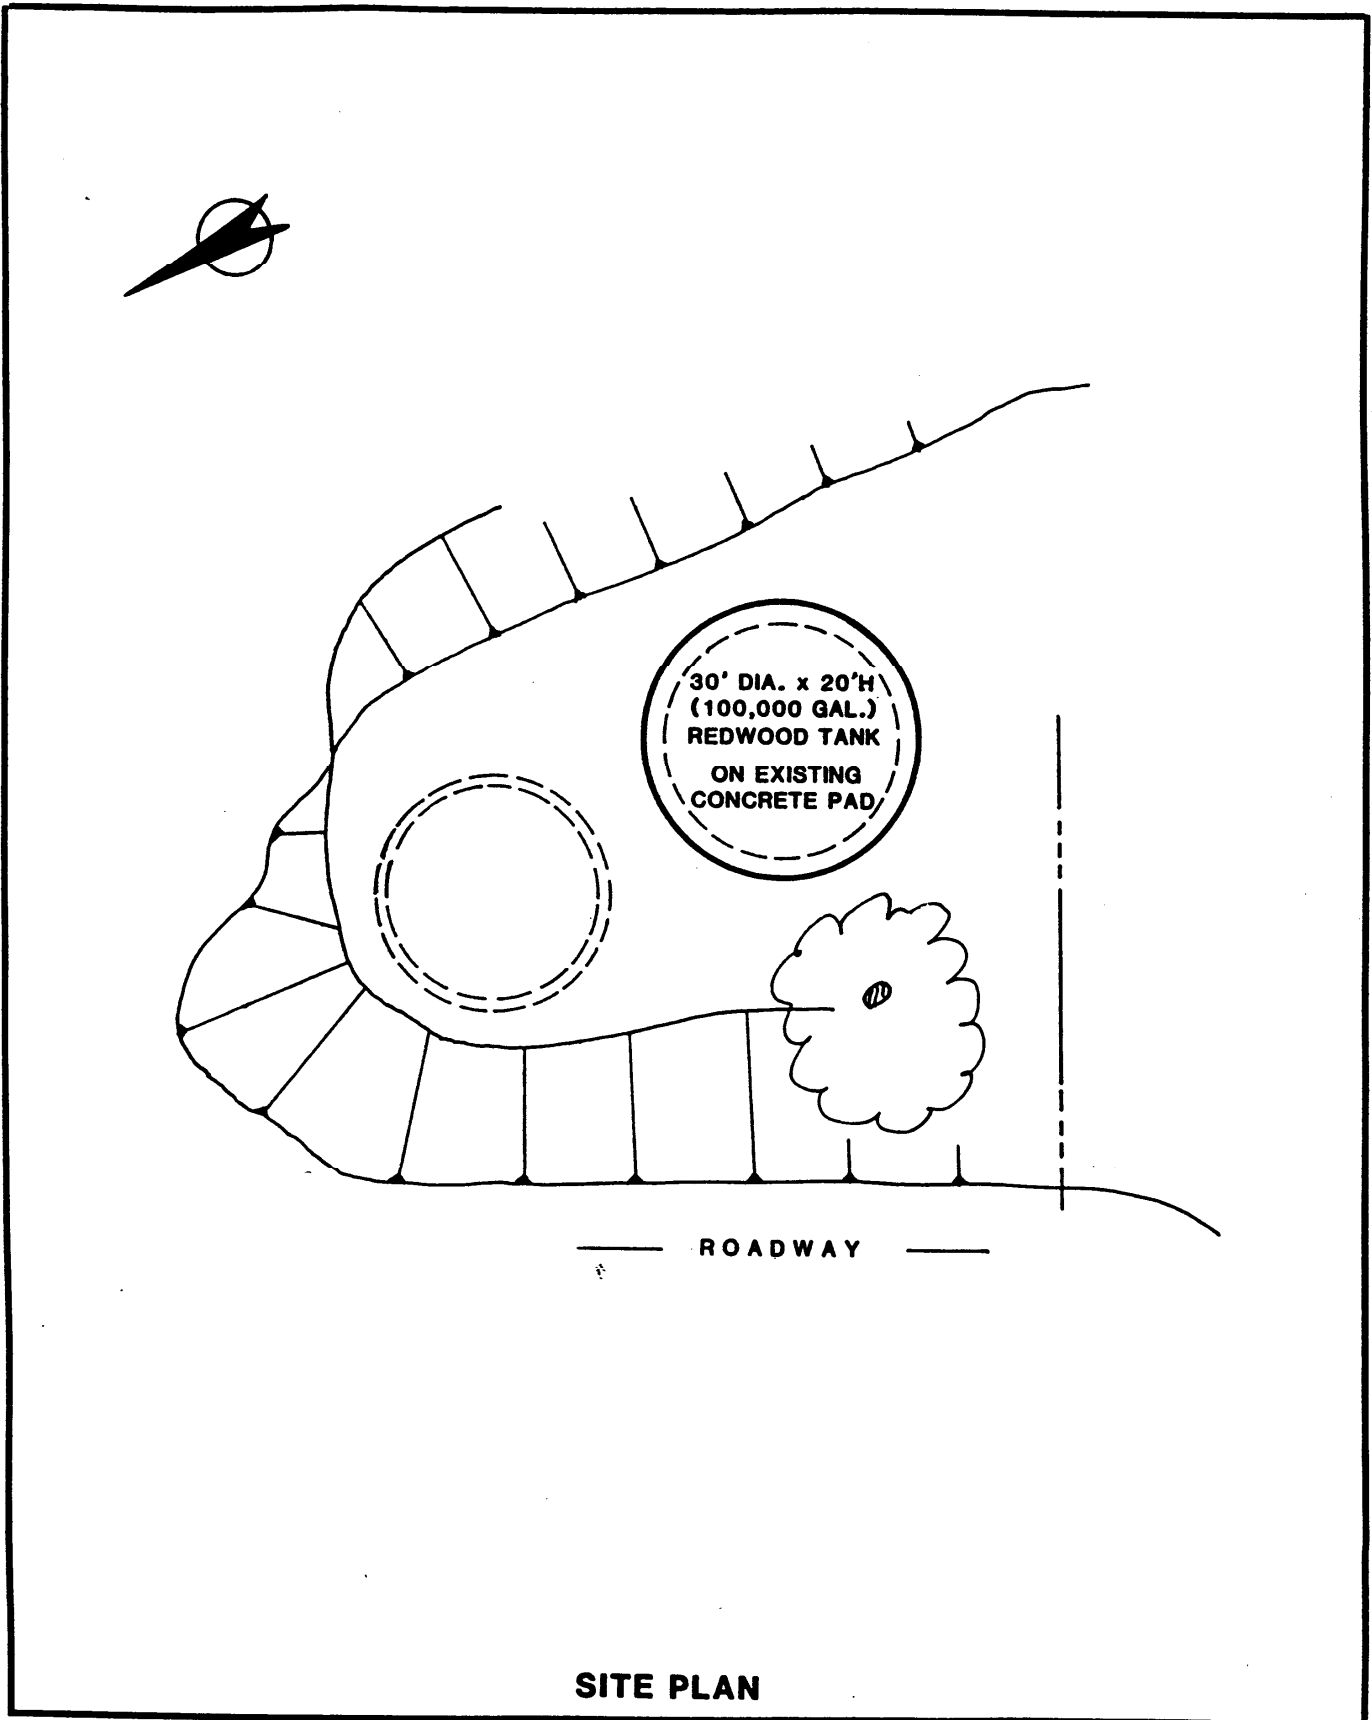 30' DIA. x 20'H
(100,000 GAL.)
REDWOOD TANK
ON EXISTING
CONCRETE PAD
ROADWAY
SITE PLAN